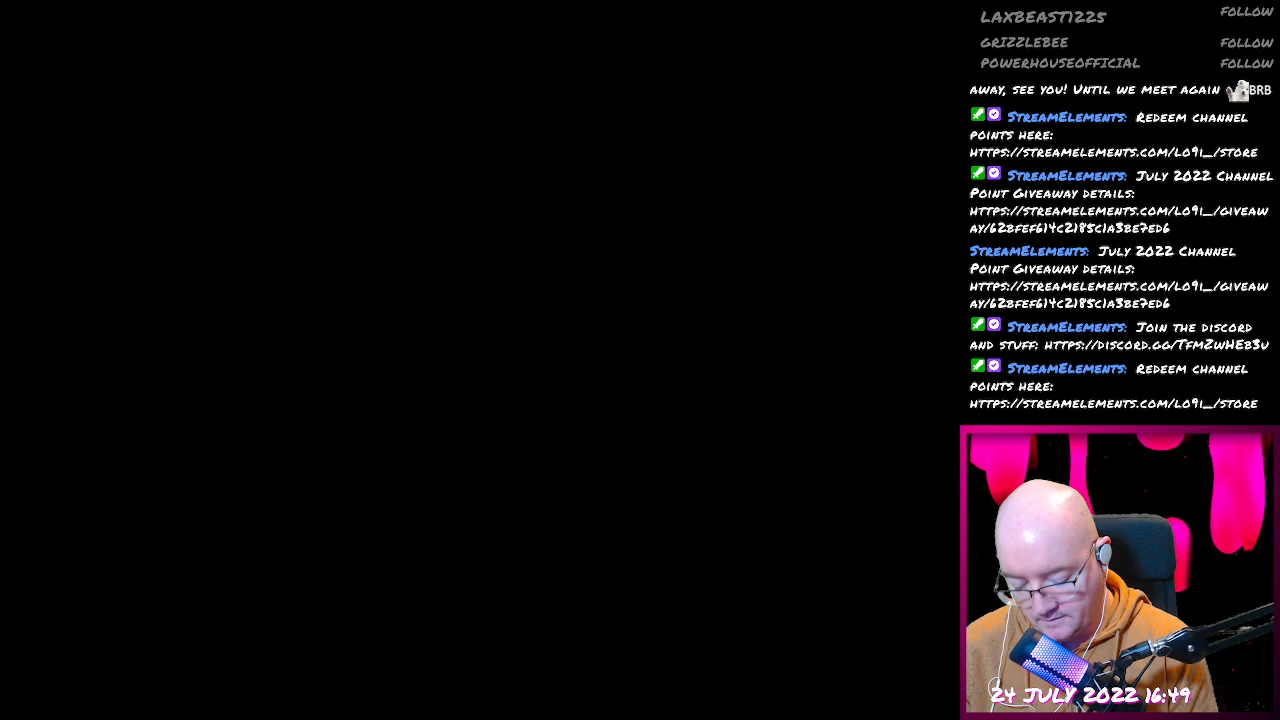 LAXBEAST1225 FOLLOW
GRIZZLEBEE FOLLOW
POWERHOUSEOFFICIAL FOLLOW
AWAY, SEE YOU! UNTIL WE MEET AGAIN BRB
STREAMELEMENTS: REDEEM CHANNEL
POINTS HERE:
HTTPS://STREAMELEMENTS.COM/LO9I_/STORE
STREAMELEMENTS: JULY 2022 CHANNEL
POINT GIVEAWAY DETAILS:
HTTPS://STREAMELEMENTS.COM/LO9I_/GIVEAW
AY/62BFEF614C2185C1A3BE7ED6
STREAMELEMENTS: JULY 2022 CHANNEL
POINT GIVEAWAY DETAILS:
HTTPS://STREAMELEMENTS.COM/LO9I_/GIVEAW
AY/62BFEF614C2185C1A3BE7ED6
STREAMELEMENTS: JOIN THE DISCORD
AND STUFF: HTTPS://DISCORD.GG/TFMZWHEB3U
STREAMELEMENTS: REDEEM CHANNEL
POINTS HERE:
HTTPS://STREAMELEMENTS.COM/LO9I_/STORE
24 JULY 2022 16:49